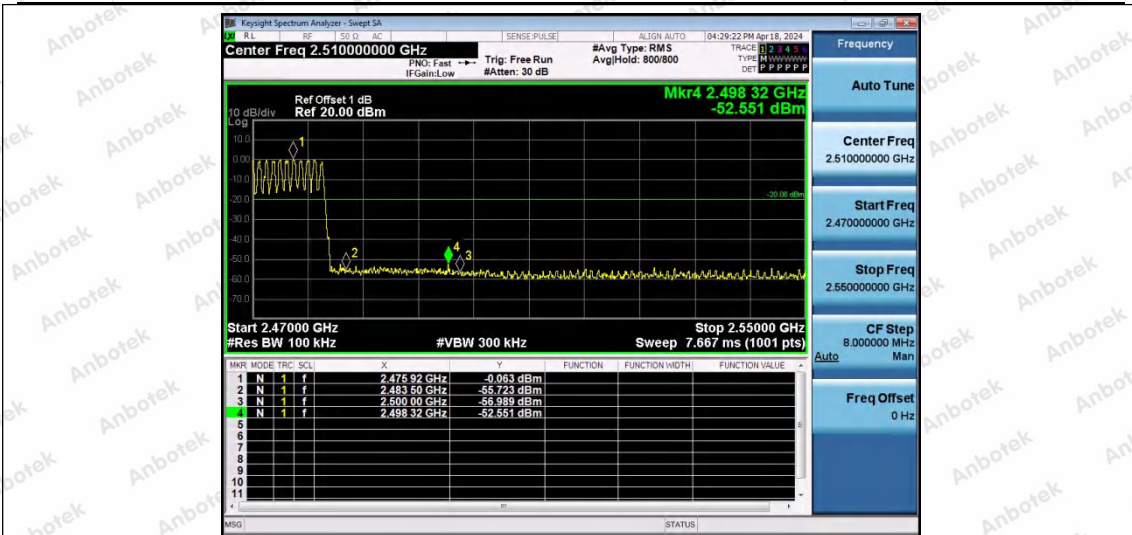 Keysight Spectrum Analyzer - Swept SA
RL RF 50 Ω AC SENSE:PULSE ALIGN AUTO 04:29:22 PM Apr 18, 2024
Center Freq 2.510000000 GHz
PNO: Fast
IFGain:Low
Trig: Free Run
#Atten: 30 dB
#Avg Type: RMS
Avg|Hold: 800/800
TRACE 1 2 3 4 5 6
TYPE M WWWWW
DET P P P P P P
Mkr4 2.498 32 GHz
-52.551 dBm
Ref Offset 1 dB
10 dB/div Ref 20.00 dBm
Log
10.0
0.00
-10.0
-20.0
-30.0
-40.0
-50.0
-60.0
-70.0
1
2
4
3
-20.06 dBm
Start 2.47000 GHz Stop 2.55000 GHz
#Res BW 100 kHz #VBW 300 kHz Sweep 7.667 ms (1001 pts)
MKR MODE TRC SCL X Y FUNCTION FUNCTION WIDTH FUNCTION VALUE
1 N 1 f 2.475 92 GHz -0.063 dBm
2 N 1 f 2.483 50 GHz -55.723 dBm
3 N 1 f 2.500 00 GHz -56.989 dBm
4 N 1 f 2.498 32 GHz -52.551 dBm
5
6
7
8
9
10
11
MSG STATUS
Frequency
Auto Tune
Center Freq
2.510000000 GHz
Start Freq
2.470000000 GHz
Stop Freq
2.550000000 GHz
CF Step
8.000000 MHz
Auto Man
Freq Offset
0 Hz
Anbotek